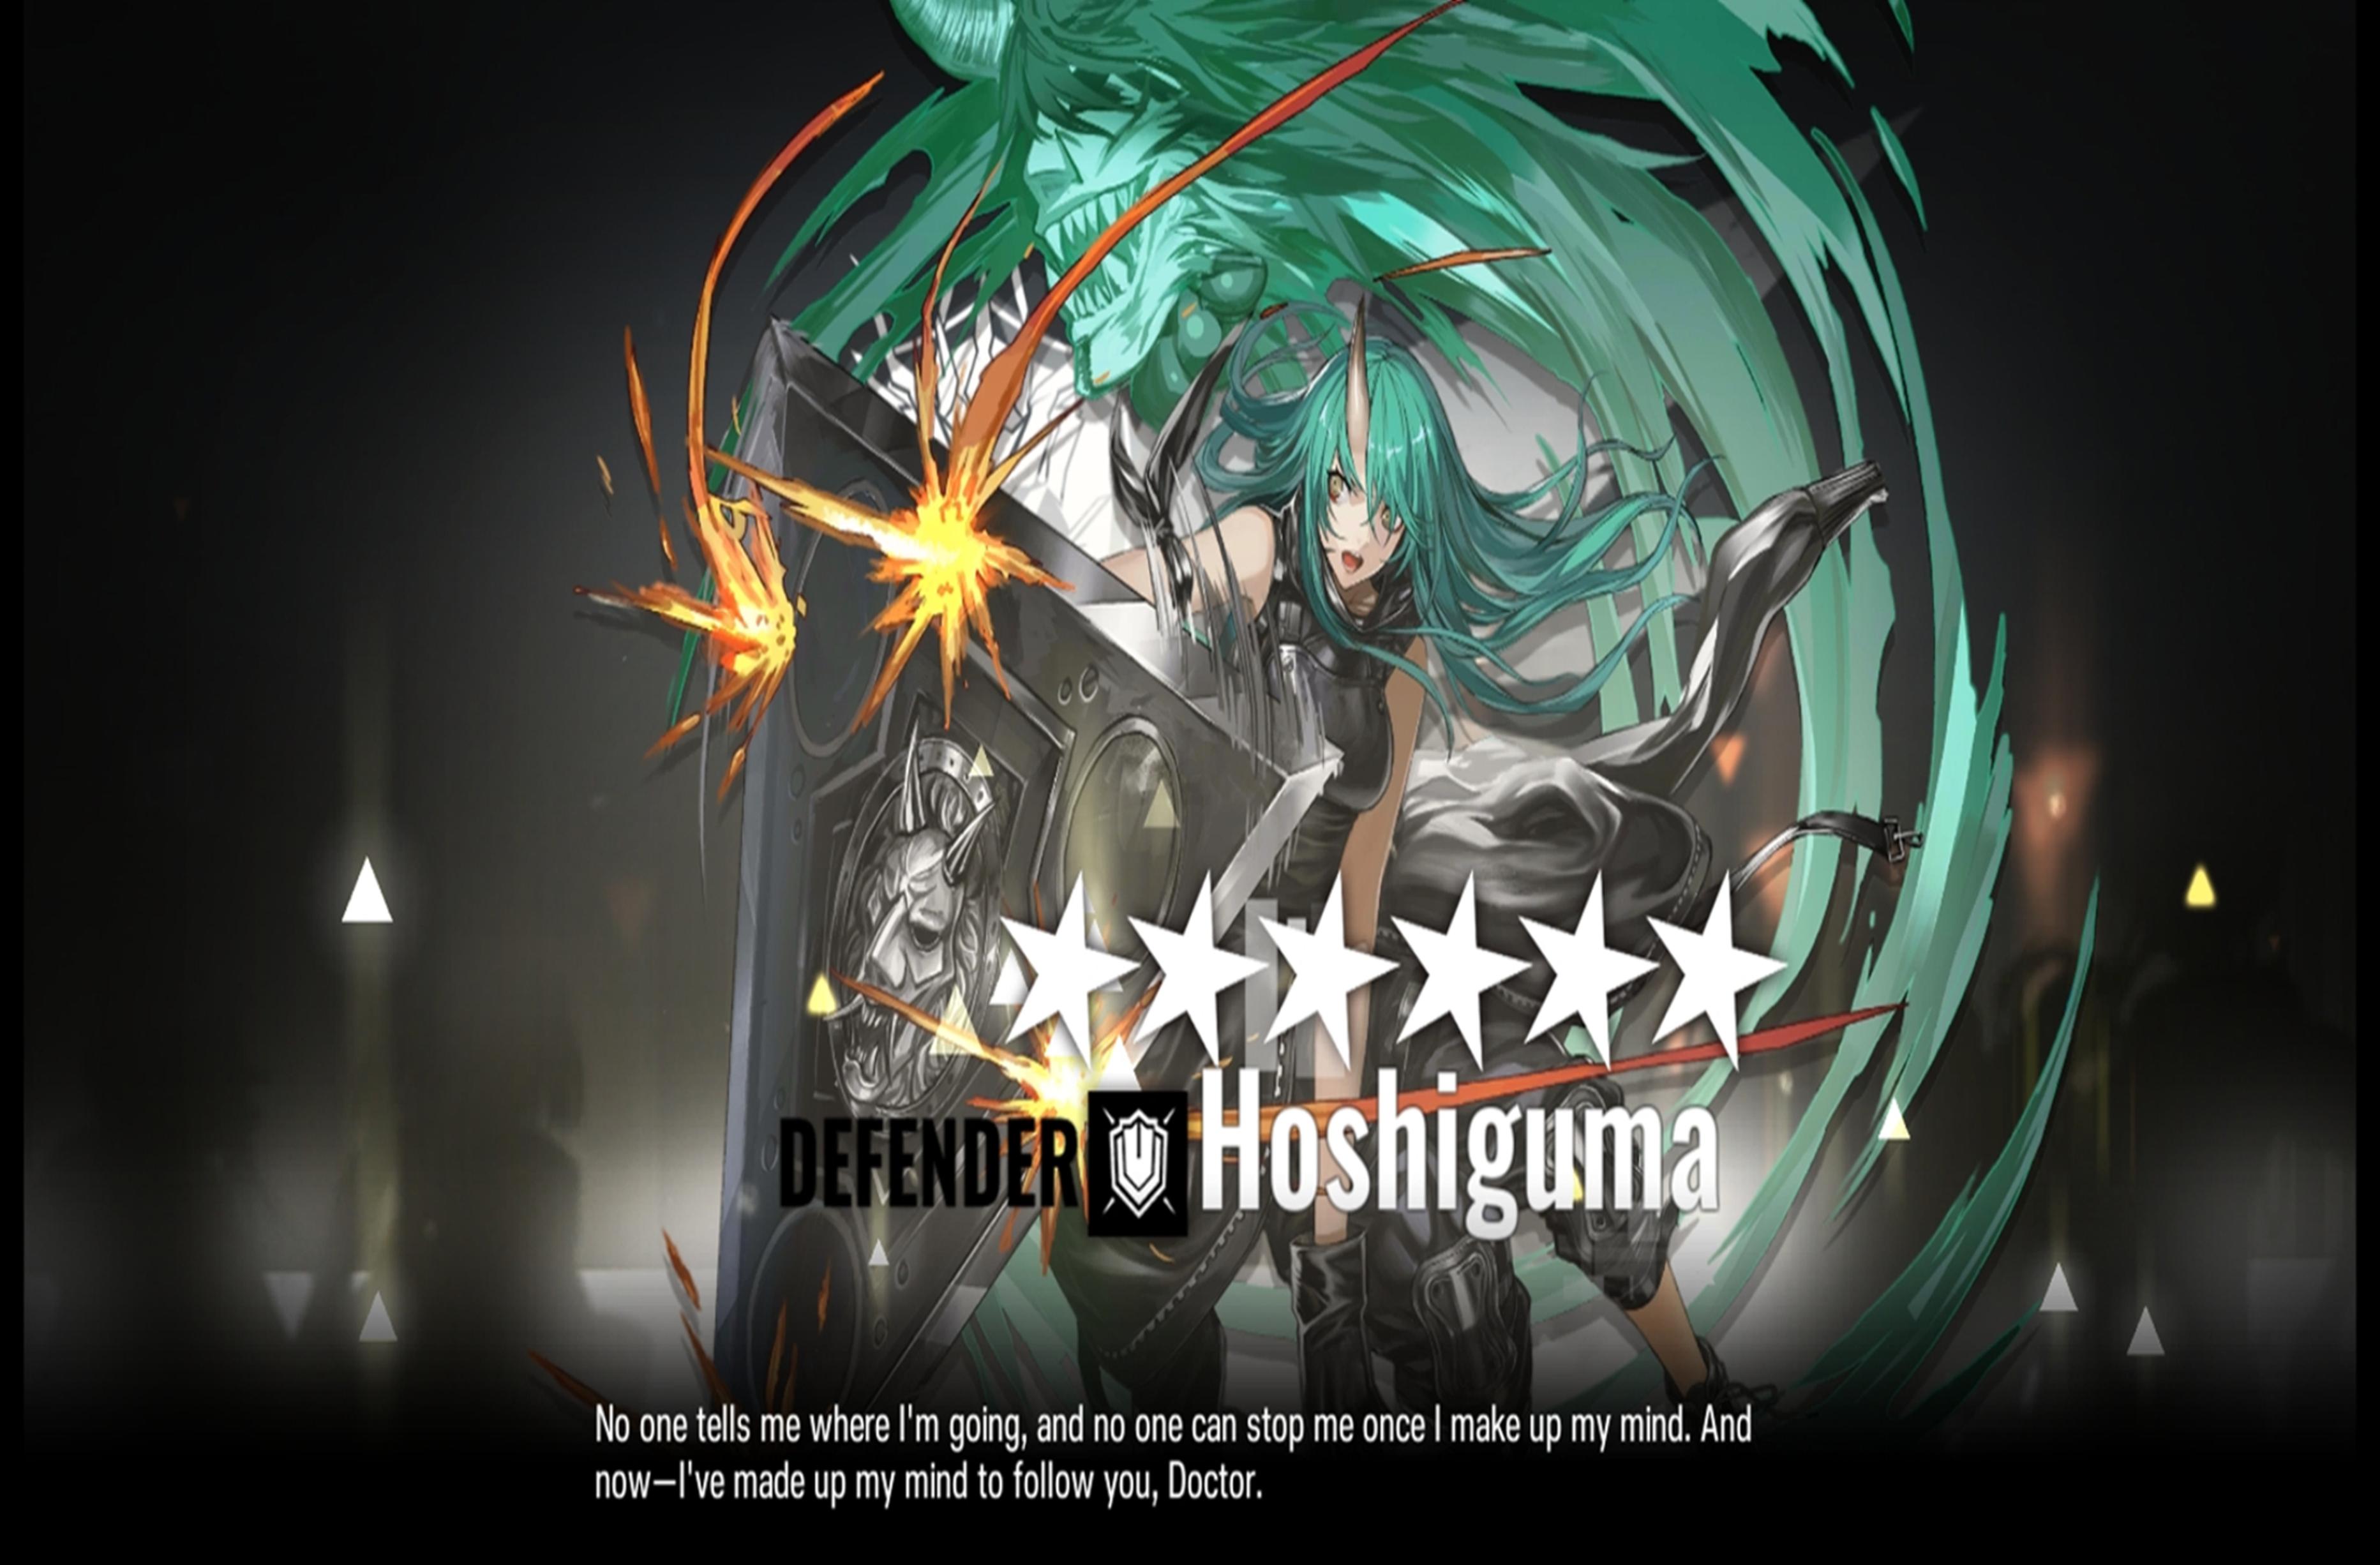 DEFENDER Hoshiguma
No one tells me where I'm going, and no one can stop me once I make up my mind. And
now—I've made up my mind to follow you, Doctor.